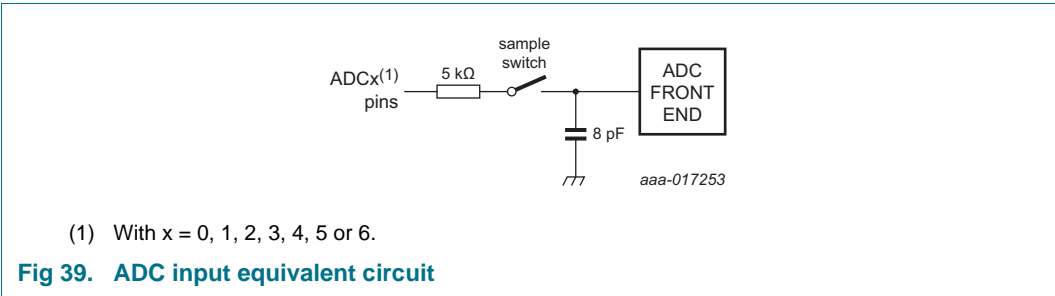 sample
switch
ADCx(1)
pins
5 kΩ
ADC
FRONT
END
8 pF
aaa-017253
(1) With x = 0, 1, 2, 3, 4, 5 or 6.
Fig 39. ADC input equivalent circuit